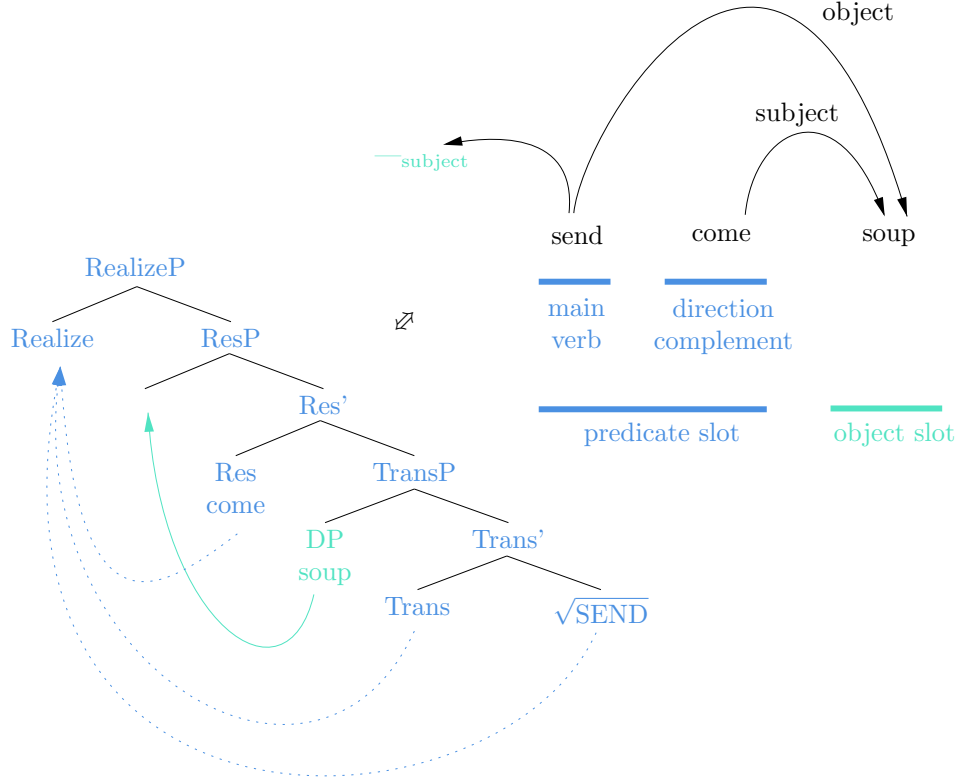 object
subject
—subject
send come soup
RealizeP
Realize ResP
⇔
main
verb
direction
complement
Res'
predicate slot
object slot
Res
come
TransP
DP
soup
Trans'
Trans
√SEND